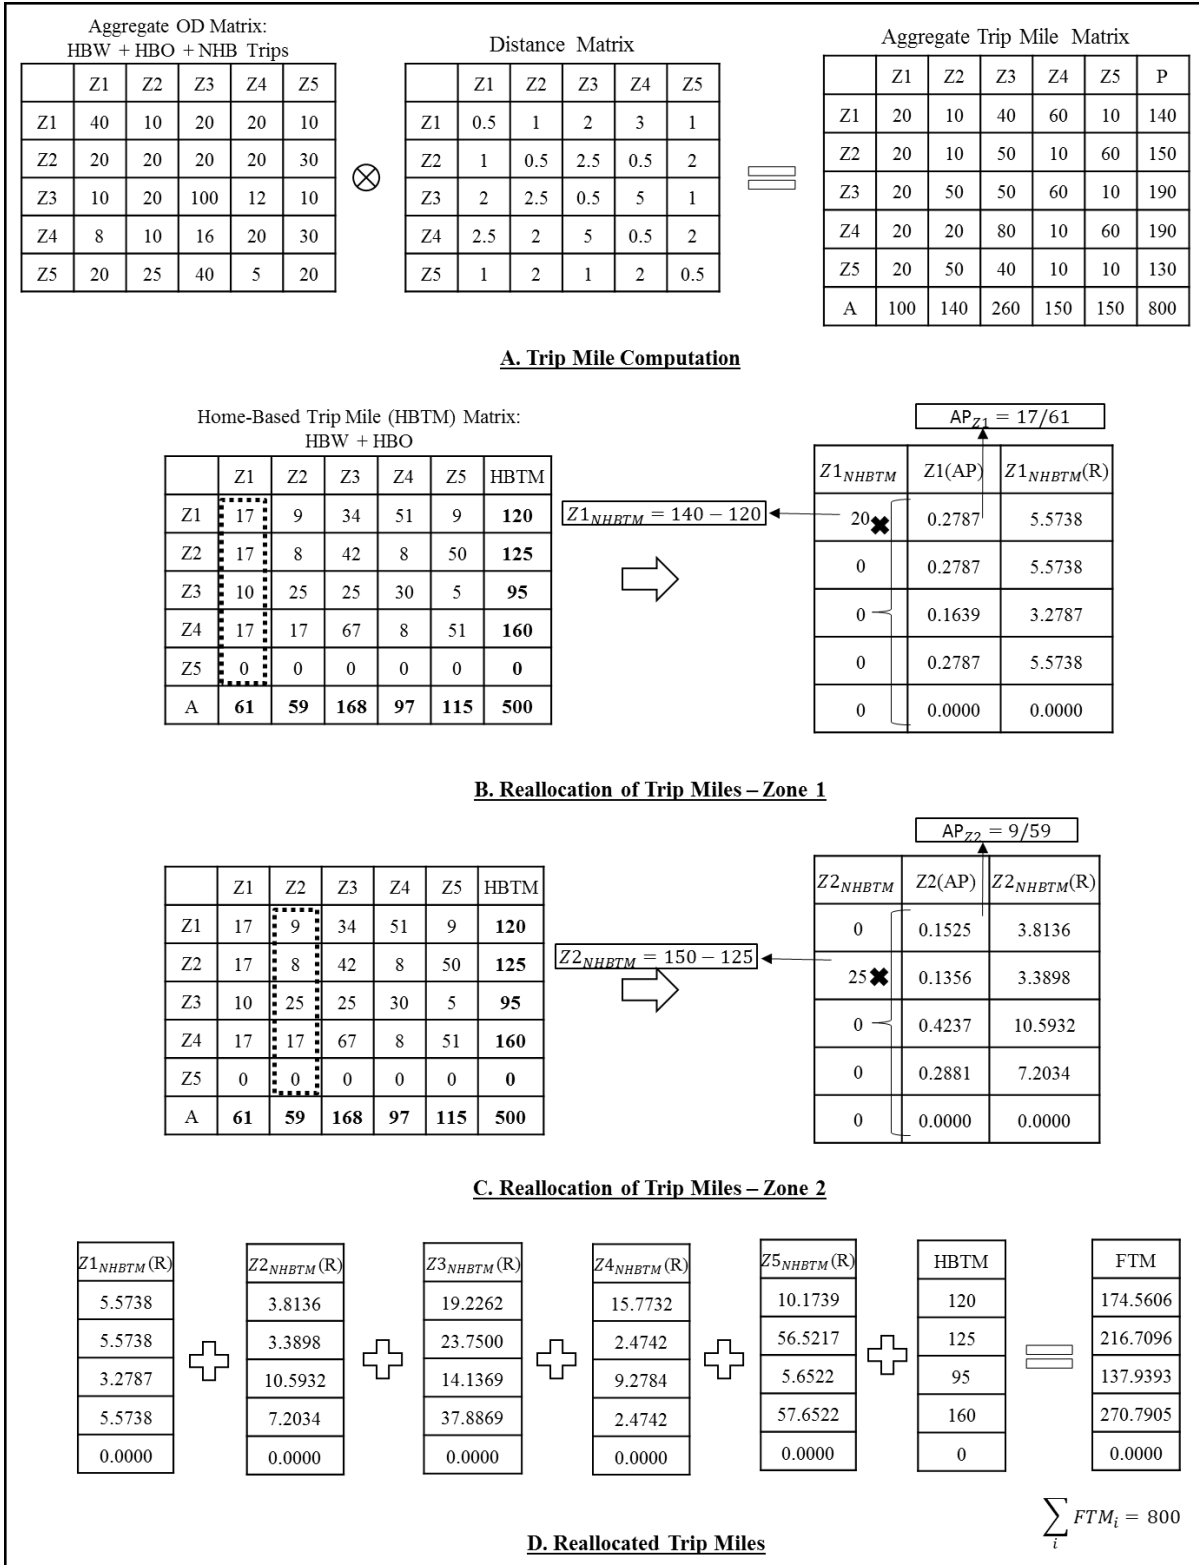 Aggregate OD Matrix:
HBW + HBO + NHB Trips
Z1 Z2 Z3 Z4 Z5
Z1 40 10 20 20 10
Z2 20 20 20 20 30
Z3 10 20 100 12 10
Z4 8 10 16 20 30
Z5 20 25 40 5 20
⊗
Distance Matrix
Z1 Z2 Z3 Z4 Z5
Z1 0.5 1 2 3 1
Z2 1 0.5 2.5 0.5 2
Z3 2 2.5 0.5 5 1
Z4 2.5 2 5 0.5 2
Z5 1 2 1 2 0.5
=
Aggregate Trip Mile Matrix
Z1 Z2 Z3 Z4 Z5 P
Z1 20 10 40 60 10 140
Z2 20 10 50 10 60 150
Z3 20 50 50 60 10 190
Z4 20 20 80 10 60 190
Z5 20 50 40 10 10 130
A 100 140 260 150 150 800
A. Trip Mile Computation
Home-Based Trip Mile (HBTM) Matrix:
HBW + HBO
Z1 Z2 Z3 Z4 Z5 HBTM
Z1 17 9 34 51 9 120
Z2 17 8 42 8 50 125
Z3 10 25 25 30 5 95
Z4 17 17 67 8 51 160
Z5 0 0 0 0 0 0
A 61 59 168 97 115 500
Z1NHBTM = 140 − 120
APZ1 = 17/61
Z1NHBTM Z1(AP) Z1NHBTM(R)
20 ✖ 0.2787 5.5738
0 0.2787 5.5738
0 0.1639 3.2787
0 0.2787 5.5738
0 0.0000 0.0000
B. Reallocation of Trip Miles – Zone 1
Z1 Z2 Z3 Z4 Z5 HBTM
Z1 17 9 34 51 9 120
Z2 17 8 42 8 50 125
Z3 10 25 25 30 5 95
Z4 17 17 67 8 51 160
Z5 0 0 0 0 0 0
A 61 59 168 97 115 500
Z2NHBTM = 150 − 125
APZ2 = 9/59
Z2NHBTM Z2(AP) Z2NHBTM(R)
0 0.1525 3.8136
25 ✖ 0.1356 3.3898
0 0.4237 10.5932
0 0.2881 7.2034
0 0.0000 0.0000
C. Reallocation of Trip Miles – Zone 2
Z1NHBTM(R) Z2NHBTM(R) Z3NHBTM(R) Z4NHBTM(R) Z5NHBTM(R) HBTM FTM
5.5738 3.8136 19.2262 15.7732 10.1739 120 174.5606
5.5738 3.3898 23.7500 2.4742 56.5217 125 216.7096
3.2787 10.5932 14.1369 9.2784 5.6522 95 137.9393
5.5738 7.2034 37.8869 2.4742 57.6522 160 270.7905
0.0000 0.0000 0.0000 0.0000 0.0000 0 0.0000
∑i FTMi = 800
D. Reallocated Trip Miles